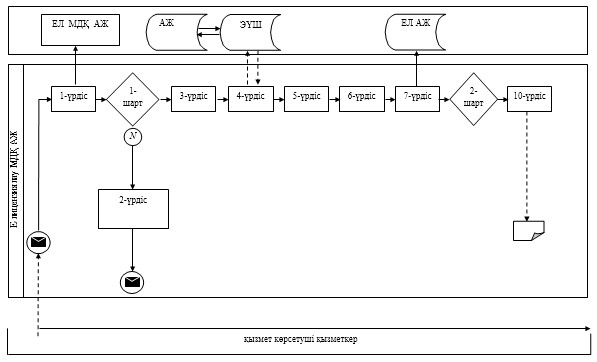 ЕЛ МДҚ АЖ
АЖ
ЭҮШ
ЕЛ АЖ
Е-лицензиялау МДҚ АЖ
1-үрдіс
1-
шарт
3-үрдіс
4-үрдіс
5-үрдіс
6-үрдіс
7-үрдіс
2-
шарт
10-үрдіс
N
2-үрдіс
қызмет көрсетуші қызметкер